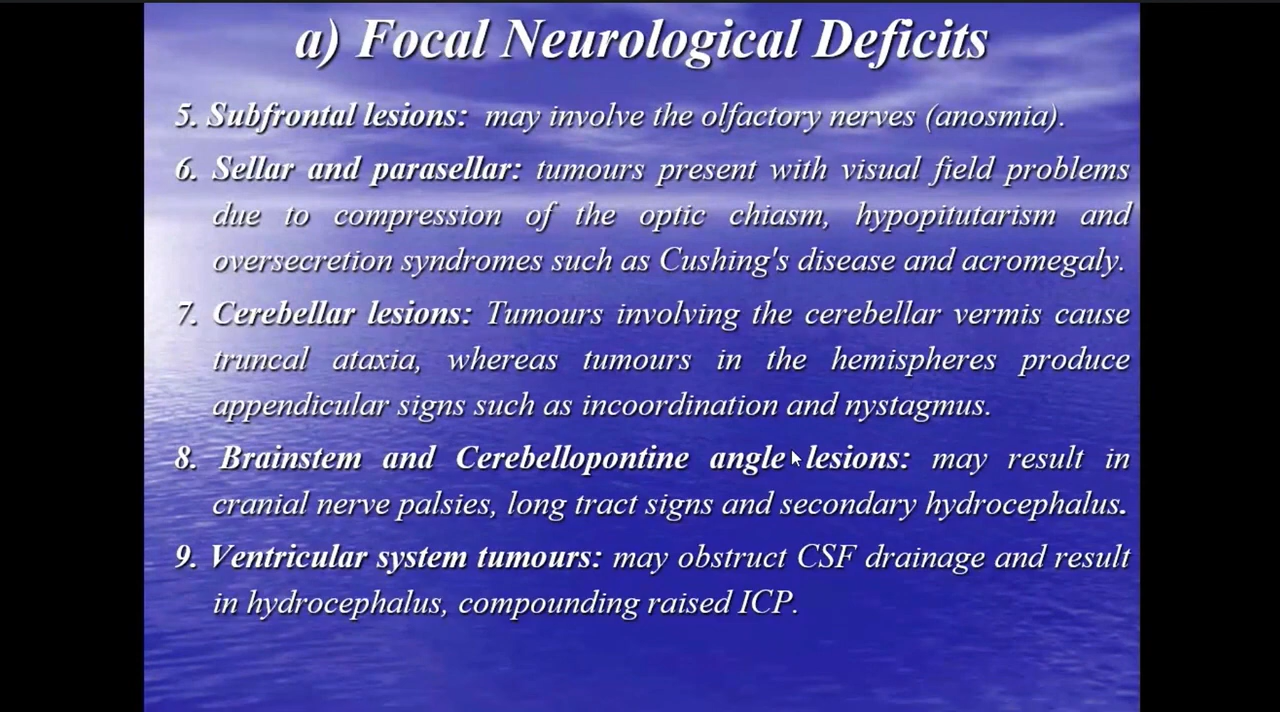 a) Focal Neurological Deficits
5. Subfrontal lesions: may involve the olfactory nerves (anosmia).
6. Sellar and parasellar: tumours present with visual field problems
due to compression of the optic chiasm, hypopitutarism and
oversecretion syndromes such as Cushing's disease and acromegaly.
7. Cerebellar lesions: Tumours involving the cerebellar vermis cause
truncal ataxia, whereas tumours in the hemispheres produce
appendicular signs such as incoordination and nystagmus.
8. Brainstem and Cerebellopontine angle lesions: may result in
cranial nerve palsies, long tract signs and secondary hydrocephalus.
9. Ventricular system tumours: may obstruct CSF drainage and result
in hydrocephalus, compounding raised ICP.